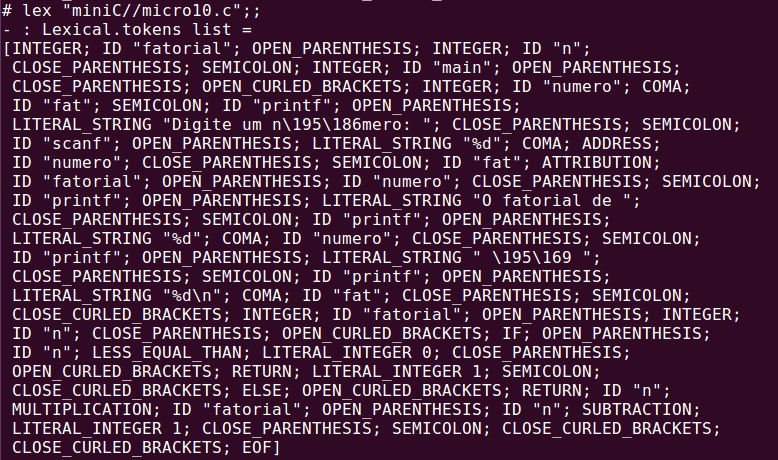 # lex "miniC//micro10.c";;
- : Lexical.tokens list =
[INTEGER; ID "fatorial"; OPEN_PARENTHESIS; INTEGER; ID "n";
CLOSE_PARENTHESIS; SEMICOLON; INTEGER; ID "main"; OPEN_PARENTHESIS;
CLOSE_PARENTHESIS; OPEN_CURLED_BRACKETS; INTEGER; ID "numero"; COMA;
ID "fat"; SEMICOLON; ID "printf"; OPEN_PARENTHESIS;
LITERAL_STRING "Digite um n\195\186mero: "; CLOSE_PARENTHESIS; SEMICOLON;
ID "scanf"; OPEN_PARENTHESIS; LITERAL_STRING "%d"; COMA; ADDRESS;
ID "numero"; CLOSE_PARENTHESIS; SEMICOLON; ID "fat"; ATTRIBUTION;
ID "fatorial"; OPEN_PARENTHESIS; ID "numero"; CLOSE_PARENTHESIS; SEMICOLON;
ID "printf"; OPEN_PARENTHESIS; LITERAL_STRING "O fatorial de ";
CLOSE_PARENTHESIS; SEMICOLON; ID "printf"; OPEN_PARENTHESIS;
LITERAL_STRING "%d"; COMA; ID "numero"; CLOSE_PARENTHESIS; SEMICOLON;
ID "printf"; OPEN_PARENTHESIS; LITERAL_STRING " \195\169 ";
CLOSE_PARENTHESIS; SEMICOLON; ID "printf"; OPEN_PARENTHESIS;
LITERAL_STRING "%d\n"; COMA; ID "fat"; CLOSE_PARENTHESIS; SEMICOLON;
CLOSE_CURLED_BRACKETS; INTEGER; ID "fatorial"; OPEN_PARENTHESIS; INTEGER;
ID "n"; CLOSE_PARENTHESIS; OPEN_CURLED_BRACKETS; IF; OPEN_PARENTHESIS;
ID "n"; LESS_EQUAL_THAN; LITERAL_INTEGER 0; CLOSE_PARENTHESIS;
OPEN_CURLED_BRACKETS; RETURN; LITERAL_INTEGER 1; SEMICOLON;
CLOSE_CURLED_BRACKETS; ELSE; OPEN_CURLED_BRACKETS; RETURN; ID "n";
MULTIPLICATION; ID "fatorial"; OPEN_PARENTHESIS; ID "n"; SUBTRACTION;
LITERAL_INTEGER 1; CLOSE_PARENTHESIS; SEMICOLON; CLOSE_CURLED_BRACKETS;
CLOSE_CURLED_BRACKETS; EOF]